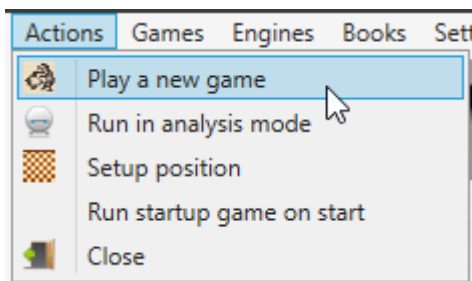 Actions Games Engines Books Sett
Play a new game
Run in analysis mode
Setup position
Run startup game on start
Close